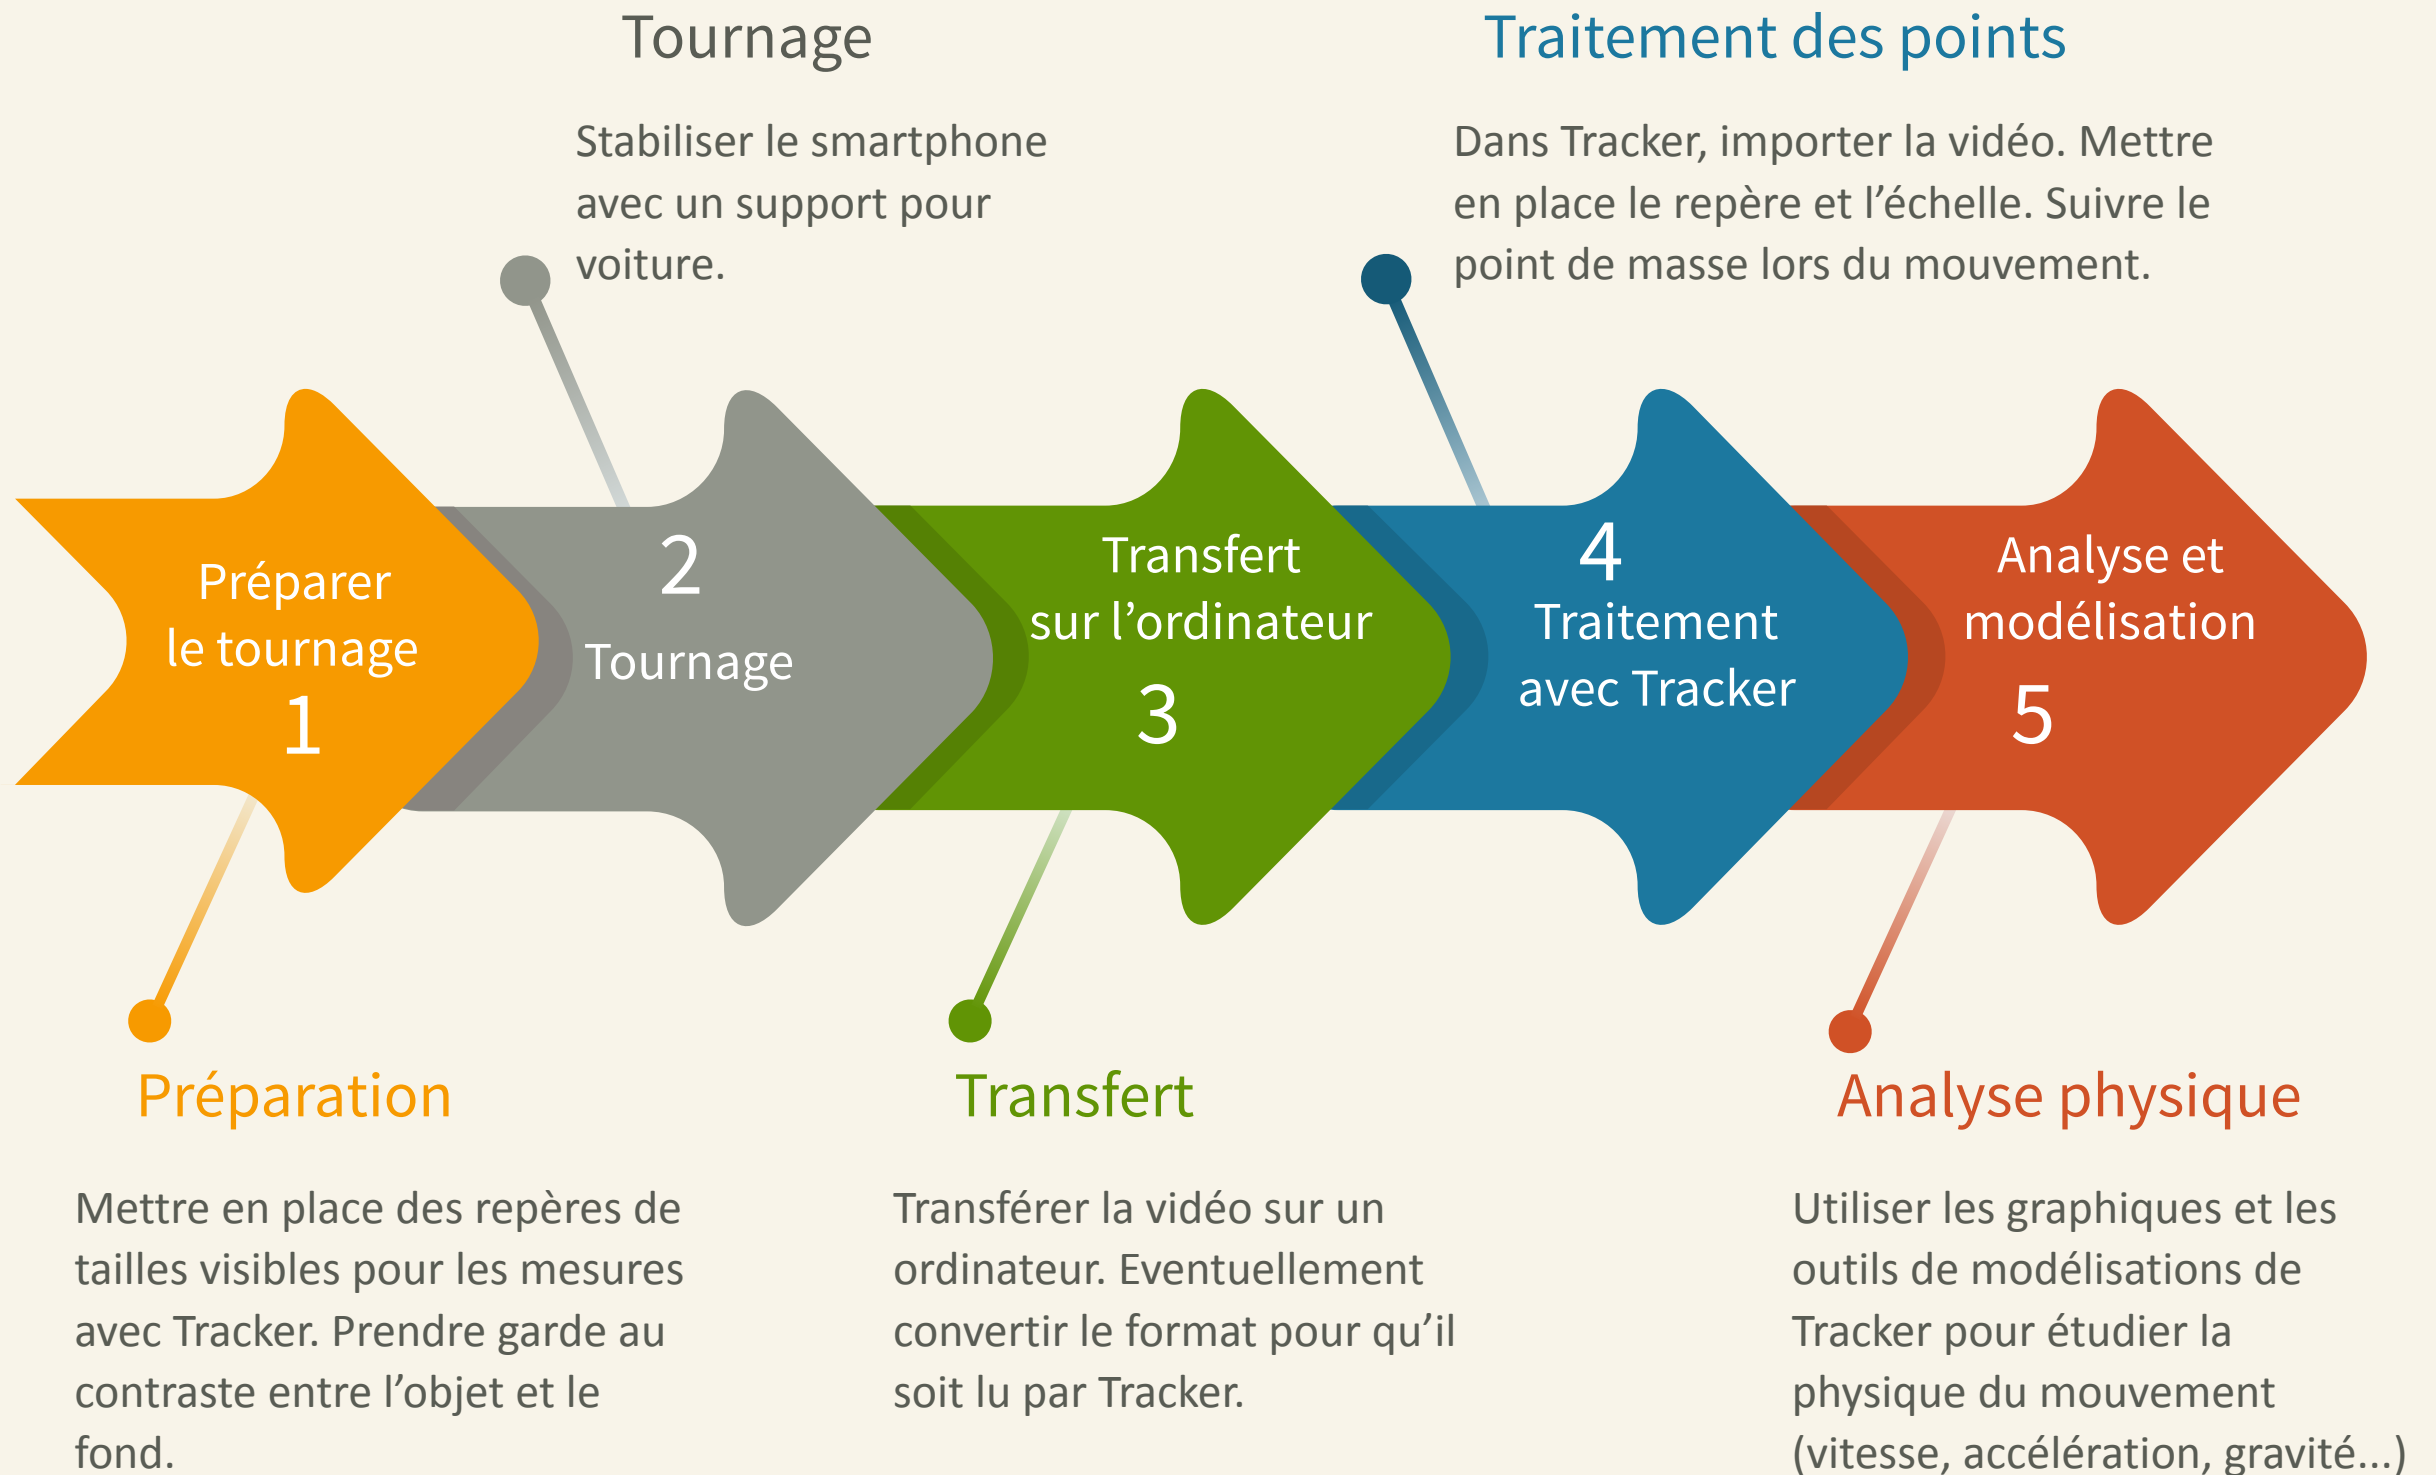 Tournage
Stabiliser le smartphone
avec un support pour
voiture.
Traitement des points
Dans Tracker, importer la vidéo. Mettre
en place le repère et l’échelle. Suivre le
point de masse lors du mouvement.
Préparer
le tournage
1
2
Tournage
Transfert
sur l’ordinateur
3
4
Traitement
avec Tracker
Analyse et
modélisation
5
Préparation
Mettre en place des repères de
tailles visibles pour les mesures
avec Tracker. Prendre garde au
contraste entre l’objet et le
fond.
Transfert
Transférer la vidéo sur un
ordinateur. Eventuellement
convertir le format pour qu’il
soit lu par Tracker.
Analyse physique
Utiliser les graphiques et les
outils de modélisations de
Tracker pour étudier la
physique du mouvement
(vitesse, accélération, gravité...)